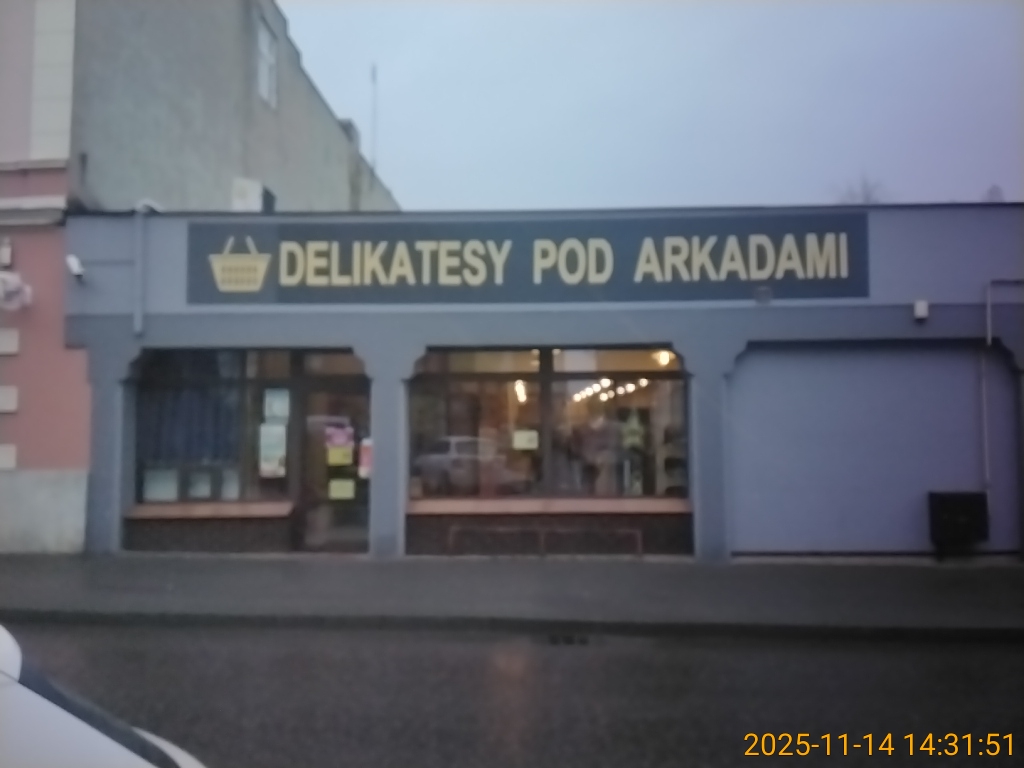 DELIKATESY POD ARKADAMI
2025-11-14 14:31:51